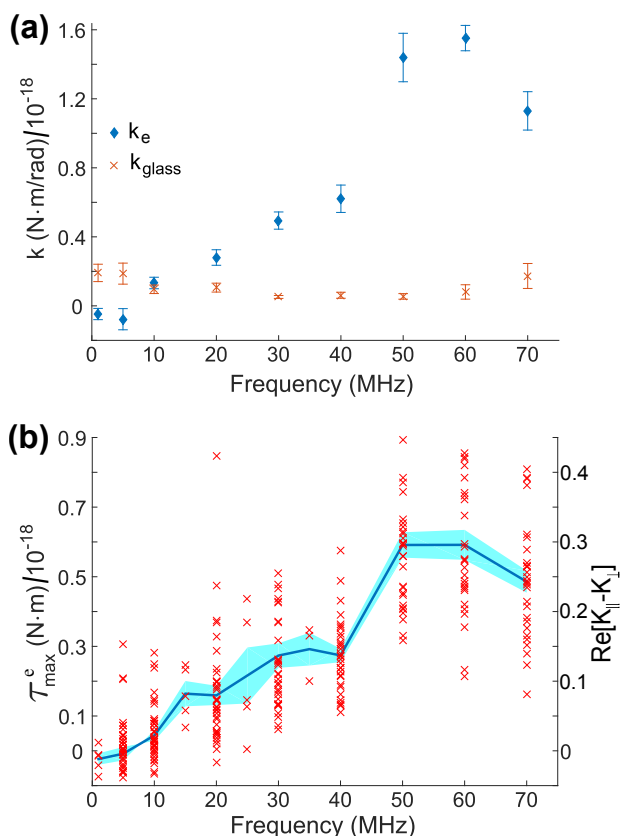 (a)
k (N·m/rad)/10⁻¹⁸
1.6
1.2
0.8
0.4
0
kₑ
k_glass
0 10 20 30 40 50 60 70
Frequency (MHz)
(b)
τ_max^e (N·m)/10⁻¹⁸
0.9
0.7
0.5
0.3
0.1
0
0.4
0.3
0.2
0.1
0
Re[K_||-K_⊥]
0 10 20 30 40 50 60 70
Frequency (MHz)